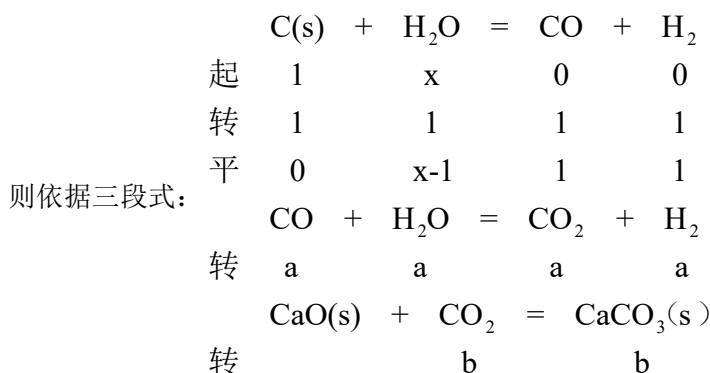 C(s) + H₂O = CO + H₂
起 1 x 0 0
转 1 1 1 1
平 0 x-1 1 1
则依据三段式：
CO + H₂O = CO₂ + H₂
转 a a a a
CaO(s) + CO₂ = CaCO₃(s)
转 b b